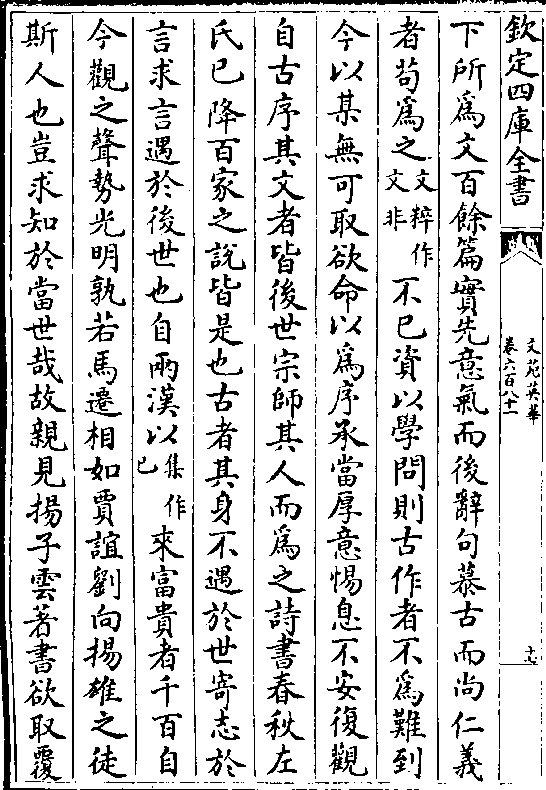 欽定四庫全書
文苑英華
卷六百八十一
十六
下所爲文百餘篇實先意氣而後辭句慕古而尚仁義
者苟爲之文粹作文非不已資以學問則古作者不爲難到
今以某無可取欲命以爲序承當厚意惕息不安復觀
自古序其文者皆後世宗師其人而爲之詩書春秋左
氏已降百家之說皆是也古者其身不遇於世寄志於
言求言遇於後世也自兩漢以集作已來富貴者千百自
今觀之聲勢光明孰若馬遷相如賈誼劉向揚雄之徒
斯人也豈求知於當世哉故親見揚子雲著書欲取覆